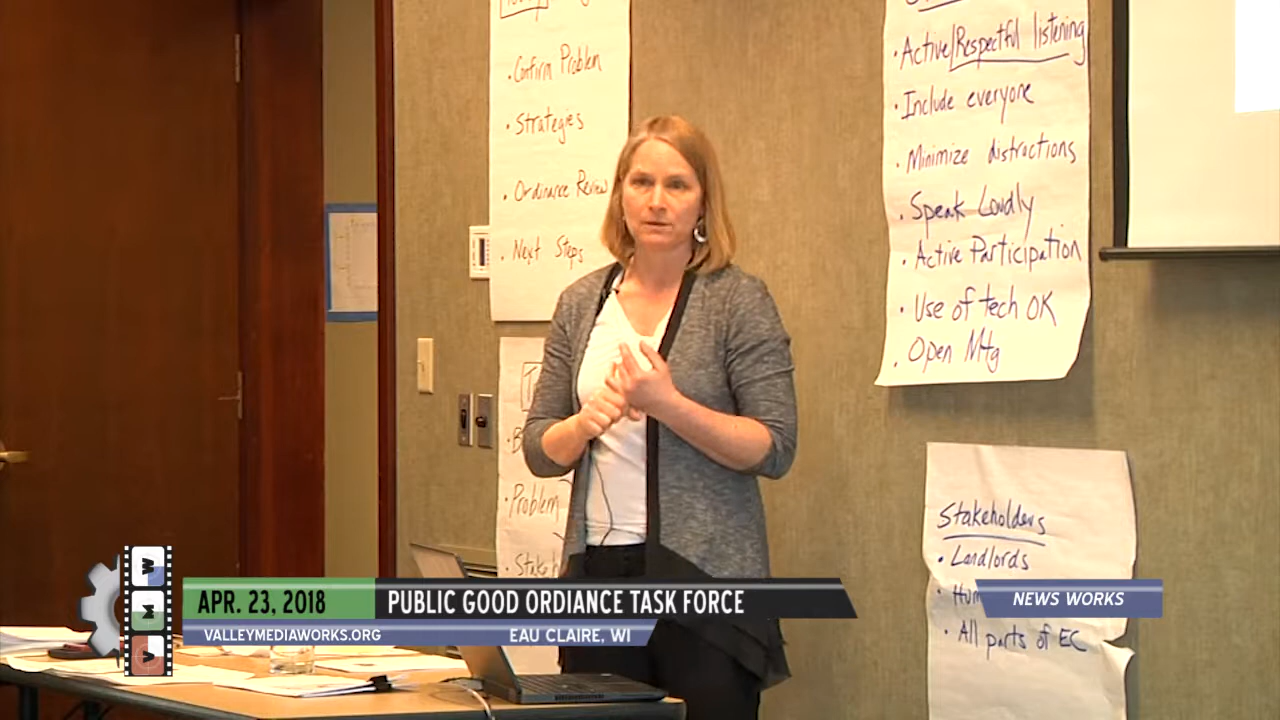 Confirm Problem
Strategies
Ordinance Review
Next Steps
Problem
Active/Respectful listening
Include everyone
Minimize distractions
Speak Loudly
Active Participation
Use of tech OK
Open Mtg
Stakeholders
Landlords
All parts of EC
W
M
V
APR. 23, 2018
PUBLIC GOOD ORDIANCE TASK FORCE
VALLEYMEDIAWORKS.ORG
EAU CLAIRE, WI
NEWS WORKS